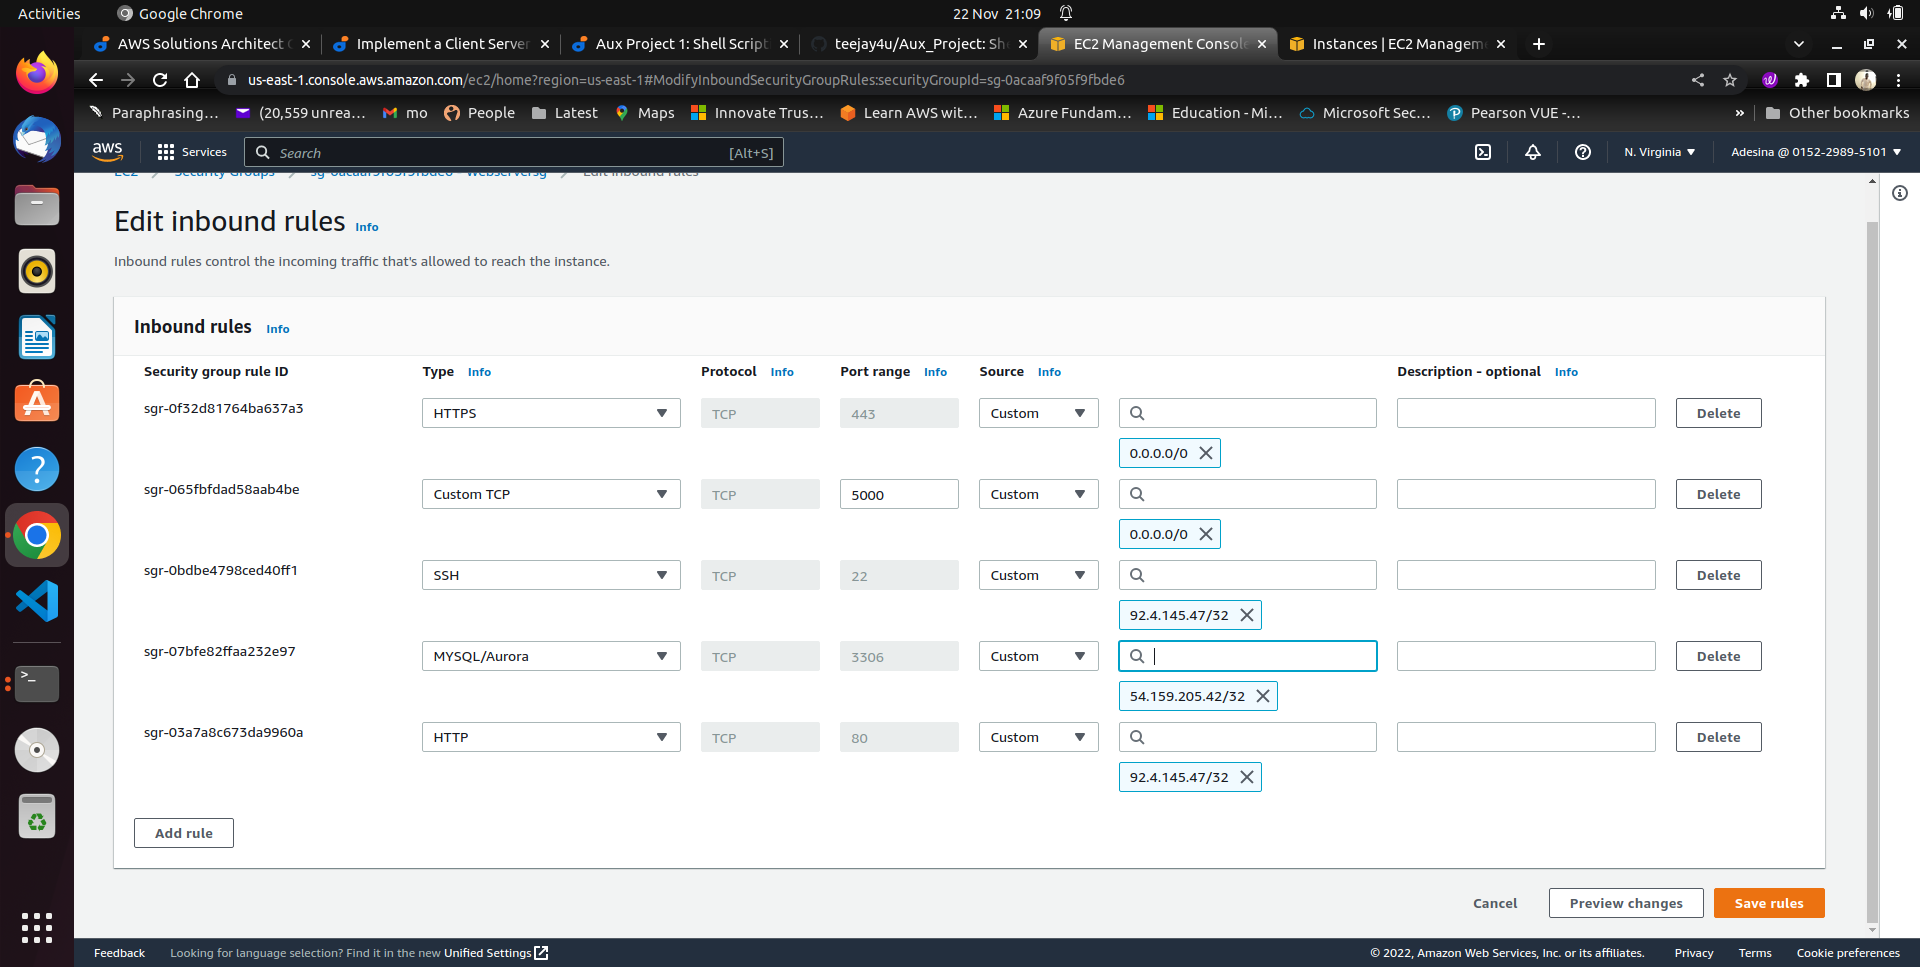 Activities Google Chrome 22 Nov 21:09
AWS Solutions Architect Implement a Client Server Aux Project 1: Shell Script teejay4u/Aux_Project: She EC2 Management Console Instances | EC2 Managem
us-east-1.console.aws.amazon.com/ec2/home?region=us-east-1#ModifyInboundSecurityGroupRules:securityGroupId=sg-0acaaf9f05f9fbde6
Paraphrasing... (20,559 unrea... mo People Latest Maps Innovate Trus... Learn AWS wit... Azure Fundam... Education - Mi... Microsoft Sec... Pearson VUE -... » Other bookmarks
aws Services Search [Alt+S] N. Virginia Adesina @ 0152-2989-5101
EC2 Security Groups sg-0acaaf9f05f9fbde6 - webserversg Edit inbound rules
Edit inbound rules Info
Inbound rules control the incoming traffic that's allowed to reach the instance.
Inbound rules Info
Security group rule ID Type Info Protocol Info Port range Info Source Info Description - optional Info
sgr-0f32d81764ba637a3 HTTPS TCP 443 Custom Delete
0.0.0.0/0
sgr-065fbfdad58aab4be Custom TCP TCP 5000 Custom Delete
0.0.0.0/0
sgr-0bdbe4798ced40ff1 SSH TCP 22 Custom Delete
92.4.145.47/32
sgr-07bfe82ffaa232e97 MYSQL/Aurora TCP 3306 Custom Delete
54.159.205.42/32
sgr-03a7a8c673da9960a HTTP TCP 80 Custom Delete
92.4.145.47/32
Add rule
Cancel Preview changes Save rules
Feedback Looking for language selection? Find it in the new Unified Settings © 2022, Amazon Web Services, Inc. or its affiliates. Privacy Terms Cookie preferences